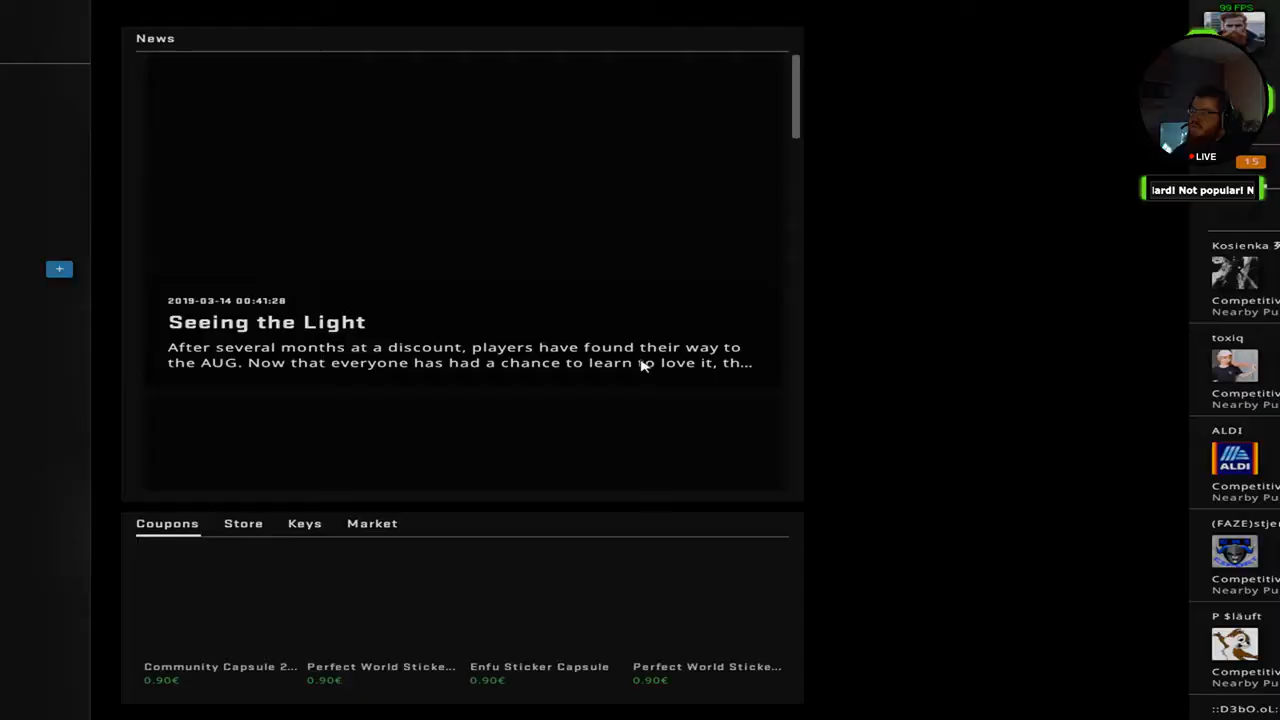 99 FPS
News
LIVE
15
lard! Not popular! N
Kosienka
Competitiv
Nearby Pu
2019-03-14 00:41:28
Seeing the Light
After several months at a discount, players have found their way to
the AUG. Now that everyone has had a chance to learn to love it, th...
toxiq
Competitiv
Nearby Pu
ALDI
ALDI
Competitiv
Nearby Pu
Coupons Store Keys Market
(FAZE)stje
Competitiv
Nearby Pu
P $läuft
Competitiv
Nearby Pu
Community Capsule 2... Perfect World Sticke... Enfu Sticker Capsule Perfect World Sticke...
0.90€ 0.90€ 0.90€ 0.90€
::D3bO.oL: